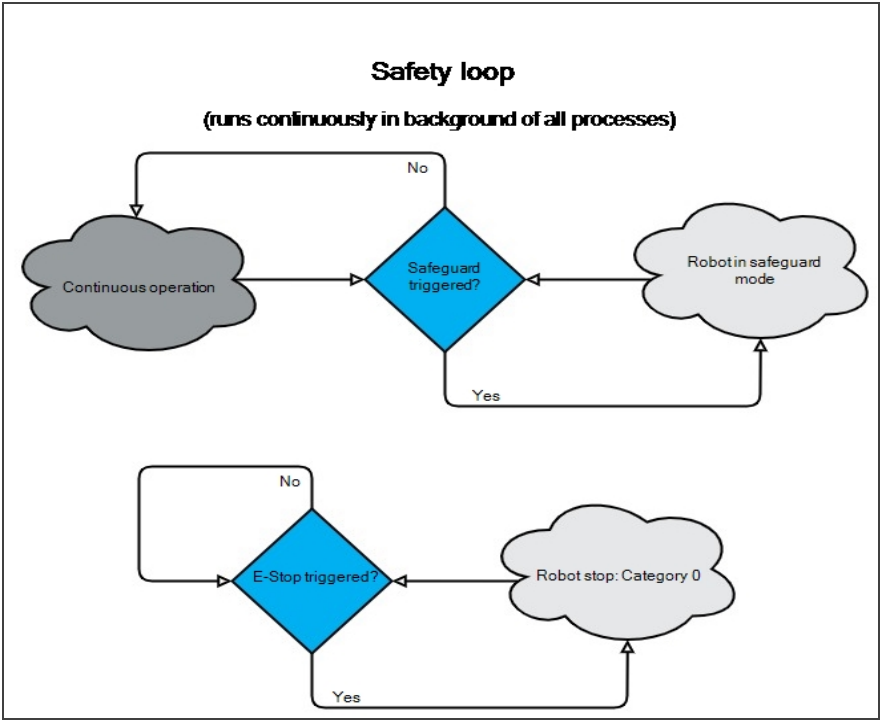 Safety loop
(runs continuously in background of all processes)
No
Continuous operation
Safeguard
triggered?
Robot in safeguard
mode
Yes
No
E-Stop triggered?
Robot stop: Category 0
Yes